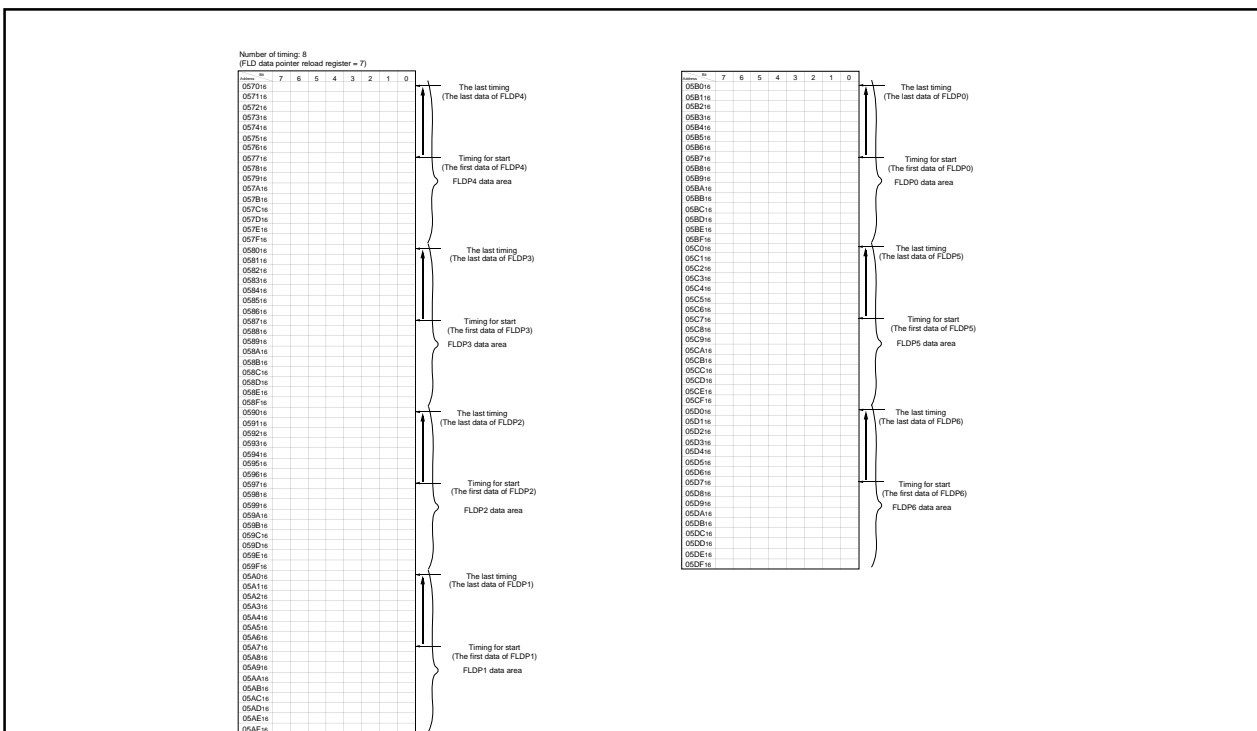 Number of timing: 8
(FLD data pointer reload register = 7)
Bit
Address
7 6 5 4 3 2 1 0
057016
057116
057216
057316
057416
057516
057616
057716
057816
057916
057A16
057B16
057C16
057D16
057E16
057F16
058016
058116
058216
058316
058416
058516
058616
058716
058816
058916
058A16
058B16
058C16
058D16
058E16
058F16
059016
059116
059216
059316
059416
059516
059616
059716
059816
059916
059A16
059B16
059C16
059D16
059E16
059F16
05A016
05A116
05A216
05A316
05A416
05A516
05A616
05A716
05A816
05A916
05AA16
05AB16
05AC16
05AD16
05AE16
05AF16
The last timing
(The last data of FLDP4)
Timing for start
(The first data of FLDP4)
FLDP4 data area
The last timing
(The last data of FLDP3)
Timing for start
(The first data of FLDP3)
FLDP3 data area
The last timing
(The last data of FLDP2)
Timing for start
(The first data of FLDP2)
FLDP2 data area
The last timing
(The last data of FLDP1)
Timing for start
(The first data of FLDP1)
FLDP1 data area
Bit
Address
7 6 5 4 3 2 1 0
05B016
05B116
05B216
05B316
05B416
05B516
05B616
05B716
05B816
05B916
05BA16
05BB16
05BC16
05BD16
05BE16
05BF16
05C016
05C116
05C216
05C316
05C416
05C516
05C616
05C716
05C816
05C916
05CA16
05CB16
05CC16
05CD16
05CE16
05CF16
05D016
05D116
05D216
05D316
05D416
05D516
05D616
05D716
05D816
05D916
05DA16
05DB16
05DC16
05DD16
05DE16
05DF16
The last timing
(The last data of FLDP0)
Timing for start
(The first data of FLDP0)
FLDP0 data area
The last timing
(The last data of FLDP5)
Timing for start
(The first data of FLDP5)
FLDP5 data area
The last timing
(The last data of FLDP6)
Timing for start
(The first data of FLDP6)
FLDP6 data area